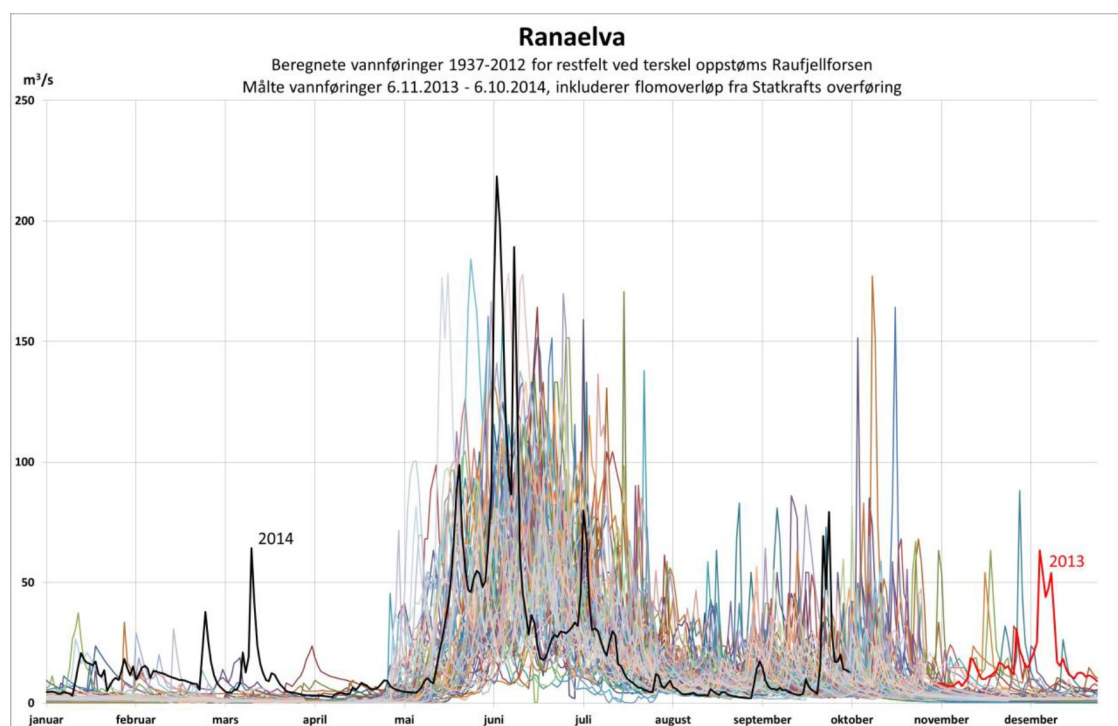 Ranaelva
Beregnete vannføringer 1937-2012 for restfelt ved terskel oppstøms Raufjellforsen
Målte vannføringer 6.11.2013 - 6.10.2014, inkluderer flomoverløp fra Statkrafts overføring
m³/s
250
200
150
100
50
0
2014
2013
januar februar mars april mai juni juli august september oktober november desember